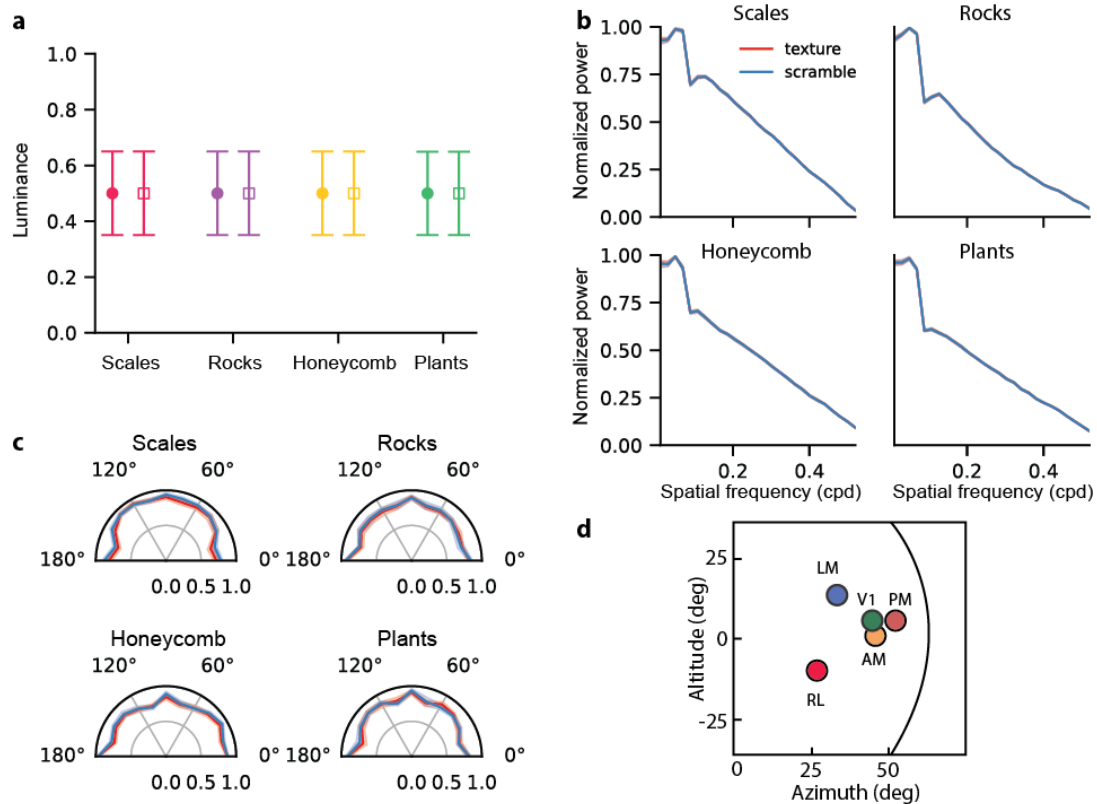 a
1.0
0.8
0.6
0.4
0.2
0.0
Luminance
Scales Rocks Honeycomb Plants
b
Scales
Rocks
texture
scramble
1.00
0.75
0.50
0.25
0.00
Normalized power
Honeycomb
Plants
1.00
0.75
0.50
0.25
0.00
Normalized power
0.2 0.4
0.2 0.4
Spatial frequency (cpd)
Spatial frequency (cpd)
c
Scales
120° 60°
180° 0°
0.0 0.5 1.0
Rocks
120° 60°
180° 0°
0.0 0.5 1.0
Honeycomb
120° 60°
180° 0°
0.0 0.5 1.0
Plants
120° 60°
180° 0°
0.0 0.5 1.0
d
25
0
-25
Altitude (deg)
LM
V1 PM
AM
RL
0 25 50
Azimuth (deg)